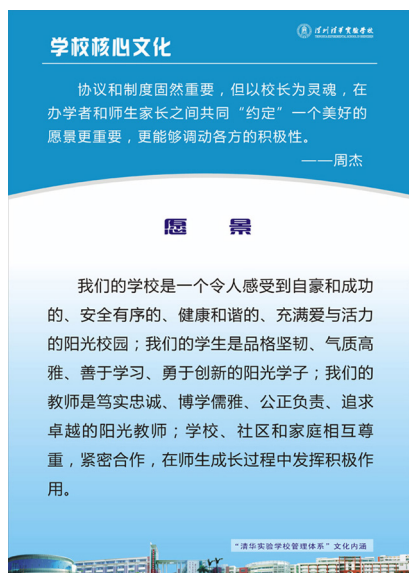 清华实验学校
学校核心文化
协议和制度固然重要，但以校长为灵魂，在
办学者和师生家长之间共同“约定”一个美好的
愿景更重要，更能够调动各方的积极性。
——周杰
愿 景
我们的学校是一个令人感受到自豪和成功
的、安全有序的、健康和谐的、充满爱与活力
的阳光校园；我们的学生是品格坚韧、气质高
雅、善于学习、勇于创新的阳光学子；我们的
教师是笃实忠诚、博学儒雅、公正负责、追求
卓越的阳光教师；学校、社区和家庭相互尊
重，紧密合作，在师生成长过程中发挥积极作
用。
“清华实验学校管理体系”文化内涵